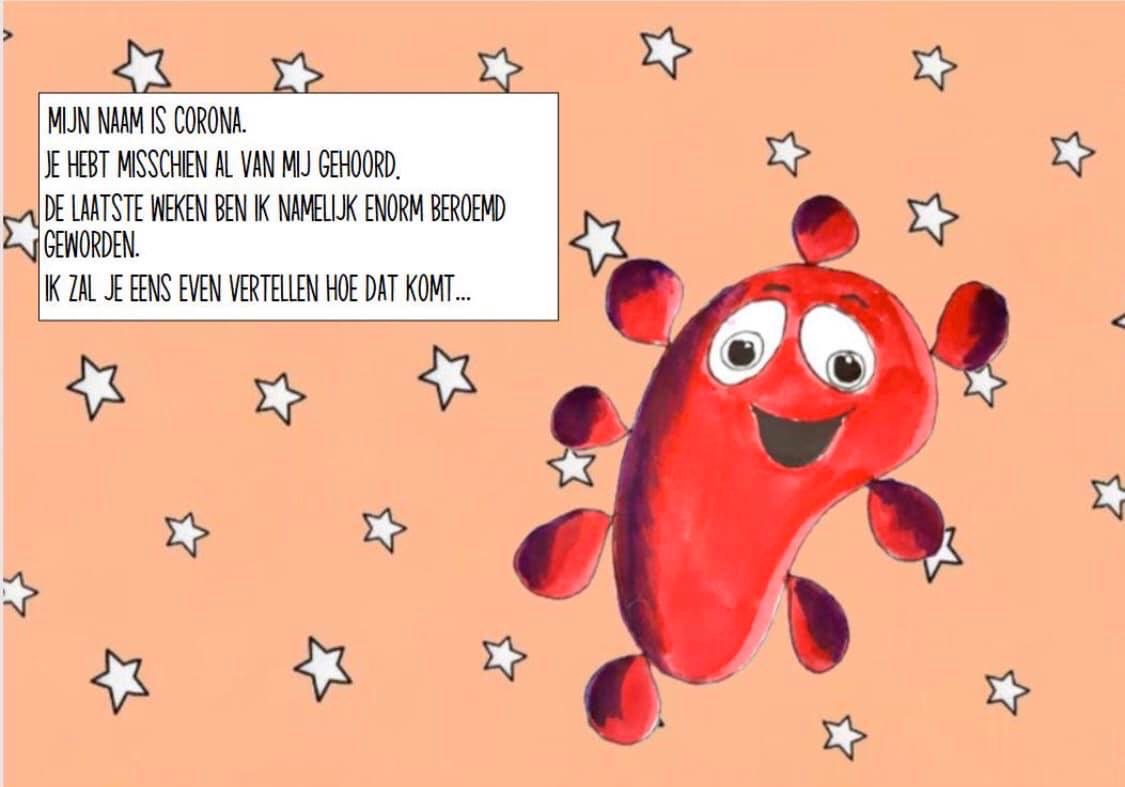 MIJN NAAM IS CORONA.
JE HEBT MISSCHIEN AL VAN MIJ GEHOORD.
DE LAATSTE WEKEN BEN IK NAMELIJK ENORM BEROEMD
GEWORDEN.
IK ZAL JE EENS EVEN VERTELLEN HOE DAT KOMT...